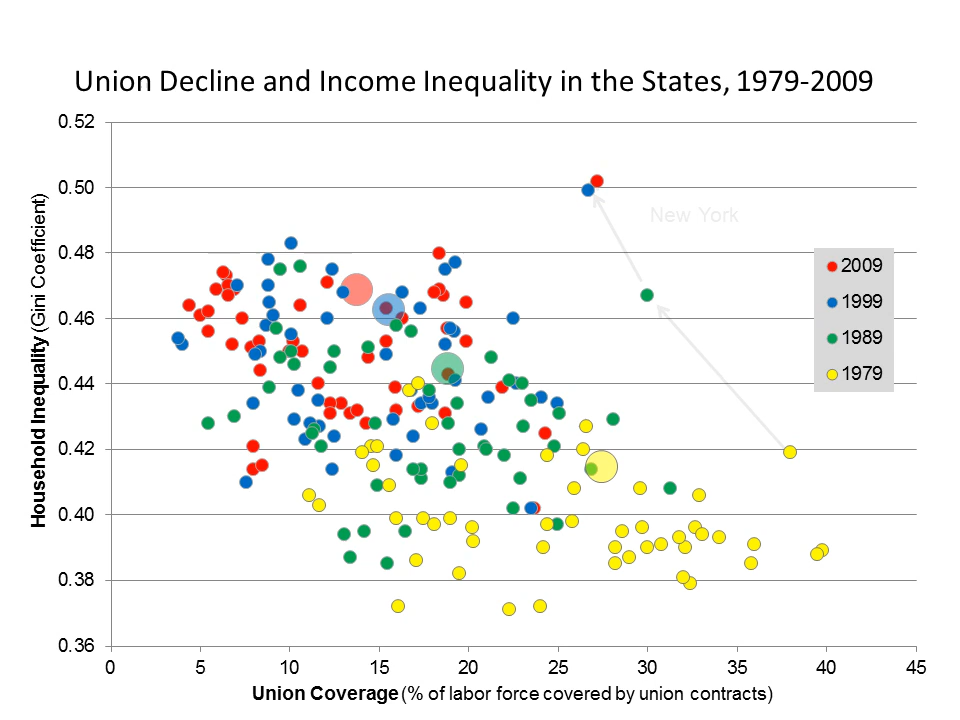 Union Decline and Income Inequality in the States, 1979-2009
Household Inequality (Gini Coefficient)
0.52
0.50
0.48
0.46
0.44
0.42
0.40
0.38
0.36
New York
2009
1999
1989
1979
0 5 10 15 20 25 30 35 40 45
Union Coverage (% of labor force covered by union contracts)